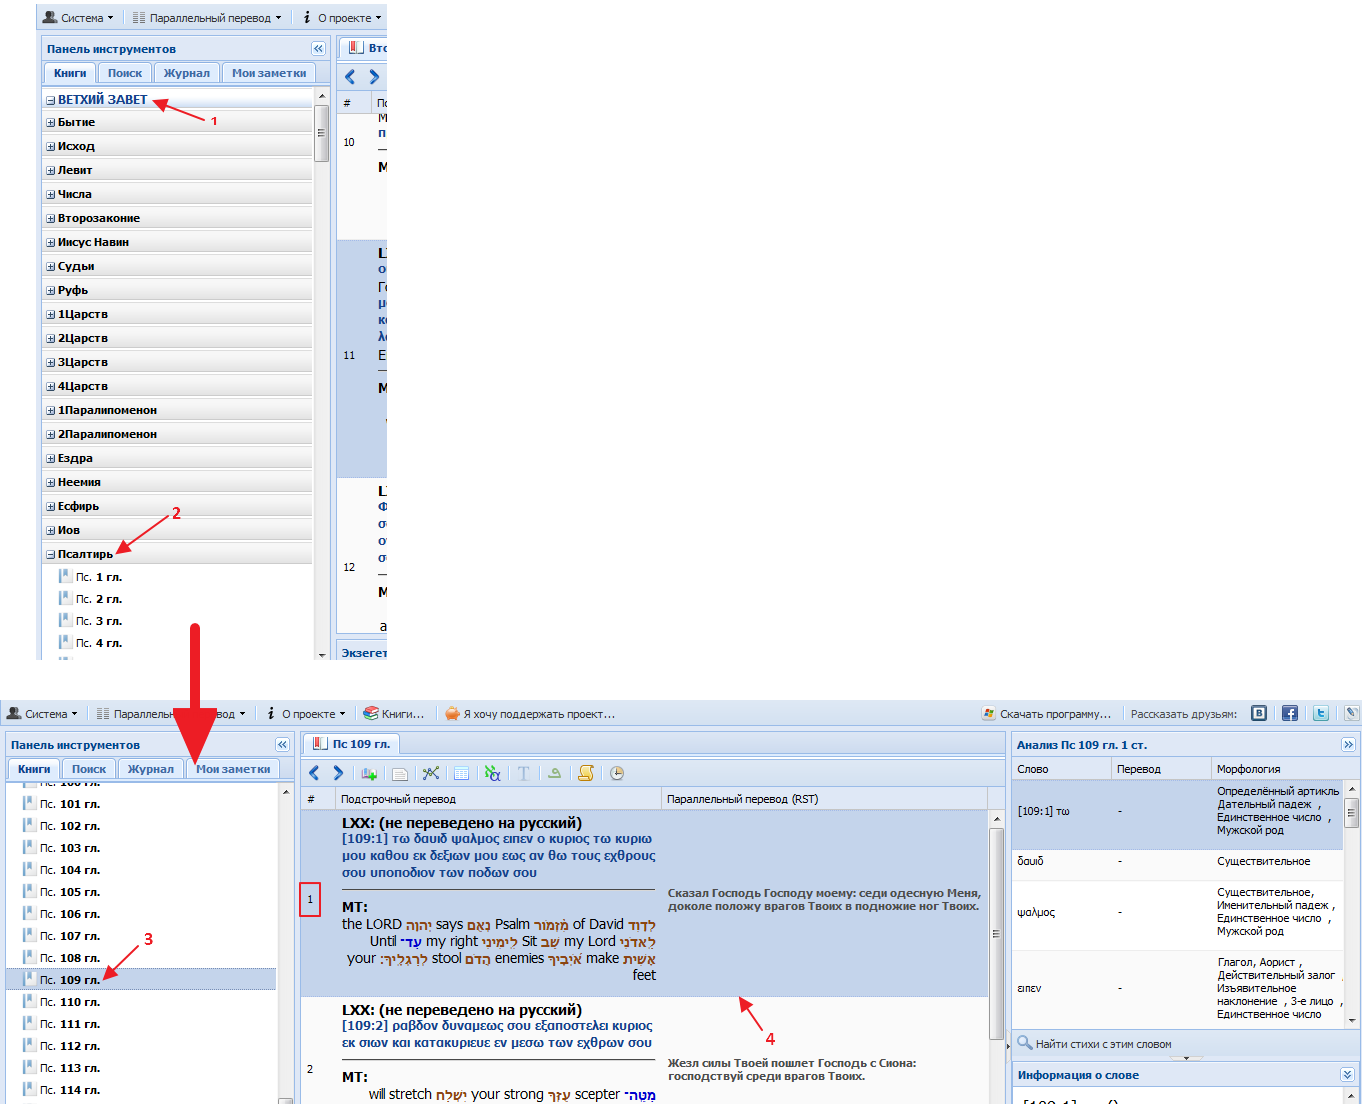 Система
Параллельный перевод
О проекте
Панель инструментов
Книги
Поиск
Журнал
Мои заметки
ВЕТХИЙ ЗАВЕТ
1
Бытие
Исход
Левит
Числа
Второзаконие
Иисус Навин
Судьи
Руфь
1Царств
2Царств
3Царств
4Царств
1Паралипоменон
2Паралипоменон
Ездра
Неемия
Есфирь
2
Иов
Псалтирь
Пс. 1 гл.
Пс. 2 гл.
Пс. 3 гл.
Пс. 4 гл.
#
10
11
12
Система
О проекте
Книги...
Я хочу поддержать проект...
Скачать программу...
Рассказать друзьям:
Панель инструментов
Книги
Поиск
Журнал
Мои заметки
Пс. 101 гл.
Пс. 102 гл.
Пс. 103 гл.
Пс. 104 гл.
Пс. 105 гл.
Пс. 106 гл.
Пс. 107 гл.
Пс. 108 гл.
3
Пс. 109 гл.
Пс. 110 гл.
Пс. 111 гл.
Пс. 112 гл.
Пс. 113 гл.
Пс. 114 гл.
Пс 109 гл.
#
Подстрочный перевод
Параллельный перевод (RST)
1
LXX: (не переведено на русский)
[109:1] τω δαυιδ ψαλμος ειπεν ο κυριος τω κυριω
μου καθου εκ δεξιων μου εως αν θω τους εχθρους
σου υποποδιον των ποδων σου
MT:
the LORD יְהוָה says נְאֻם Psalm מִזְמוֹר of David לְדָוִד
Until עַד־ my right לִימִינִי Sit שֵׁב my Lord לַאדֹנִי
your לְרַגְלֶיךָ׃ stool הֲדֹם enemies אֹיְבֶיךָ make אָשִׁית
feet
Сказал Господь Господу моему: седи одесную Меня,
доколе положу врагов Твоих в подножие ног Твоих.
4
2
LXX: (не переведено на русский)
[109:2] ραβδον δυναμεως σου εξαποστελει κυριος
εκ σιων και κατακυριευε εν μεσω των εχθρων σου
MT:
will stretch יִשְׁלַח your strong עֻזְּךָ scepter מַטֵּה־
Жезл силы Твоей пошлет Господь с Сиона:
господствуй среди врагов Твоих.
Анализ Пс 109 гл. 1 ст.
Слово
Перевод
Морфология
[109:1] τω
-
Определённый артикль
Дательный падеж ,
Единственное число ,
Мужской род
δαυιδ
-
Существительное
ψαλμος
-
Существительное,
Именительный падеж ,
Единственное число ,
Мужской род
ειπεν
-
Глагол, Аорист ,
Действительный залог ,
Изъявительное
наклонение , 3-е лицо ,
Единственное число
Найти стихи с этим словом
Информация о слове